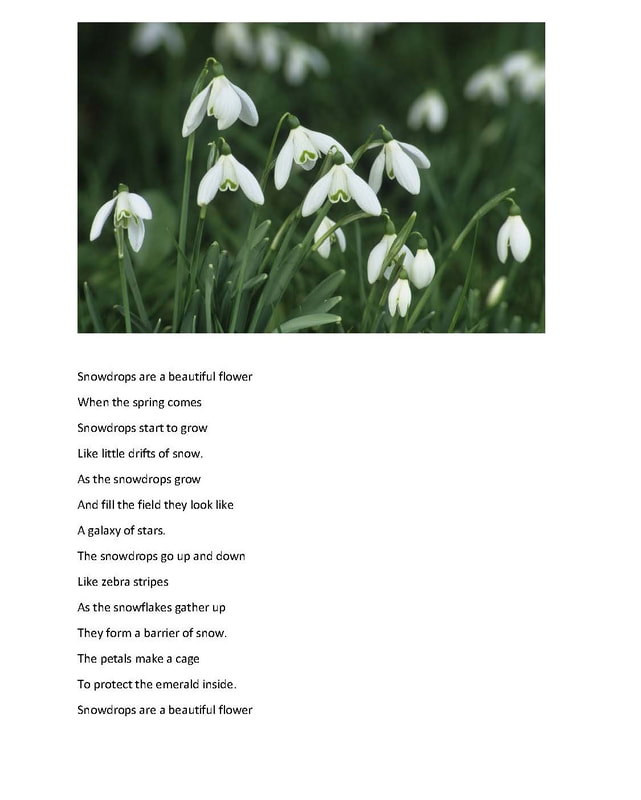 Snowdrops are a beautiful flower
When the spring comes
Snowdrops start to grow
Like little drifts of snow.
As the snowdrops grow
And fill the field they look like
A galaxy of stars.
The snowdrops go up and down
Like zebra stripes
As the snowflakes gather up
They form a barrier of snow.
The petals make a cage
To protect the emerald inside.
Snowdrops are a beautiful flower